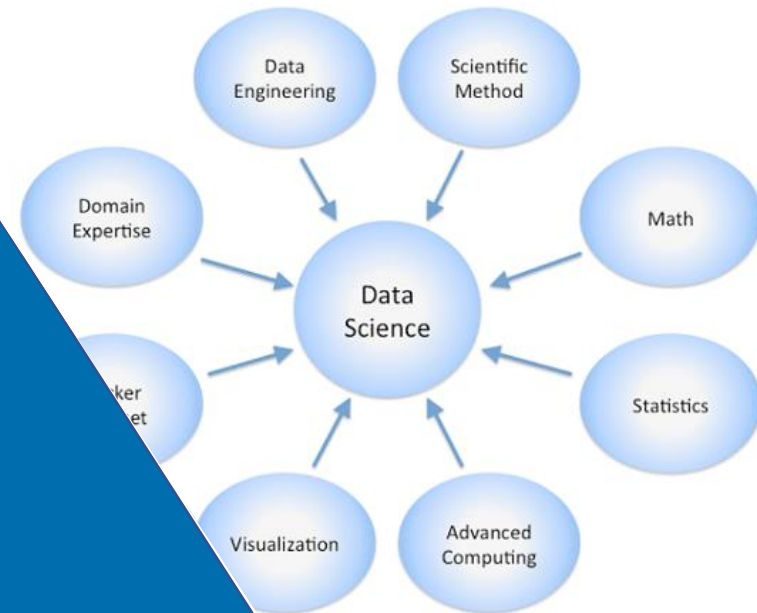 Data
Engineering
Scientific
Method
Domain
Expertise
Math
Data
Science
Statistics
Visualization
Advanced
Computing